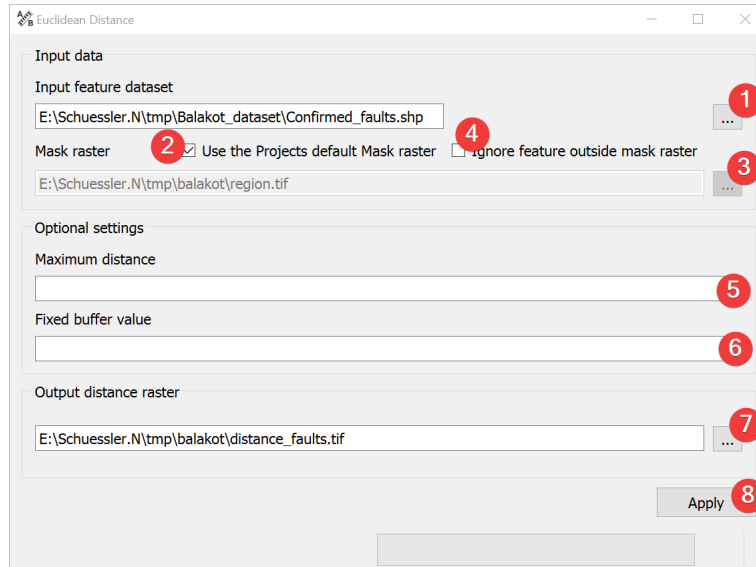 A B Euclidean Distance
Input data
Input feature dataset
E:\Schuessler.N\tmp\Balakot_dataset\Confirmed_faults.shp ... 1
Mask raster 2 Use the Projects default Mask raster 4 Ignore feature outside mask raster
E:\Schuessler.N\tmp\balakot\region.tif ... 3
Optional settings
Maximum distance
5
Fixed buffer value
6
Output distance raster
E:\Schuessler.N\tmp\balakot\distance_faults.tif ... 7
Apply 8